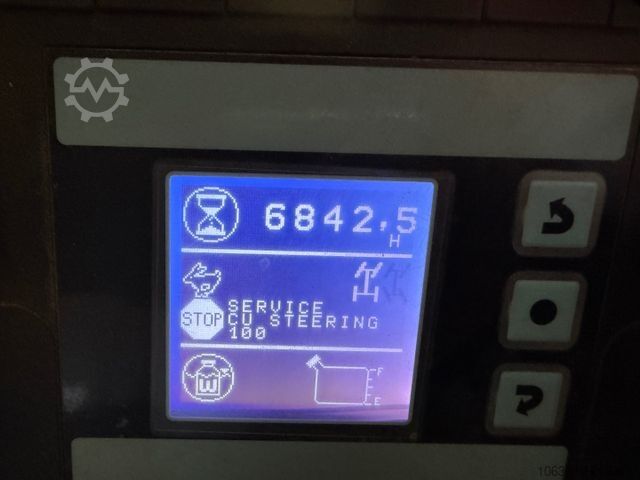 6842,5
H
SERVICE
STOP CU STEERING
100
W
F
E